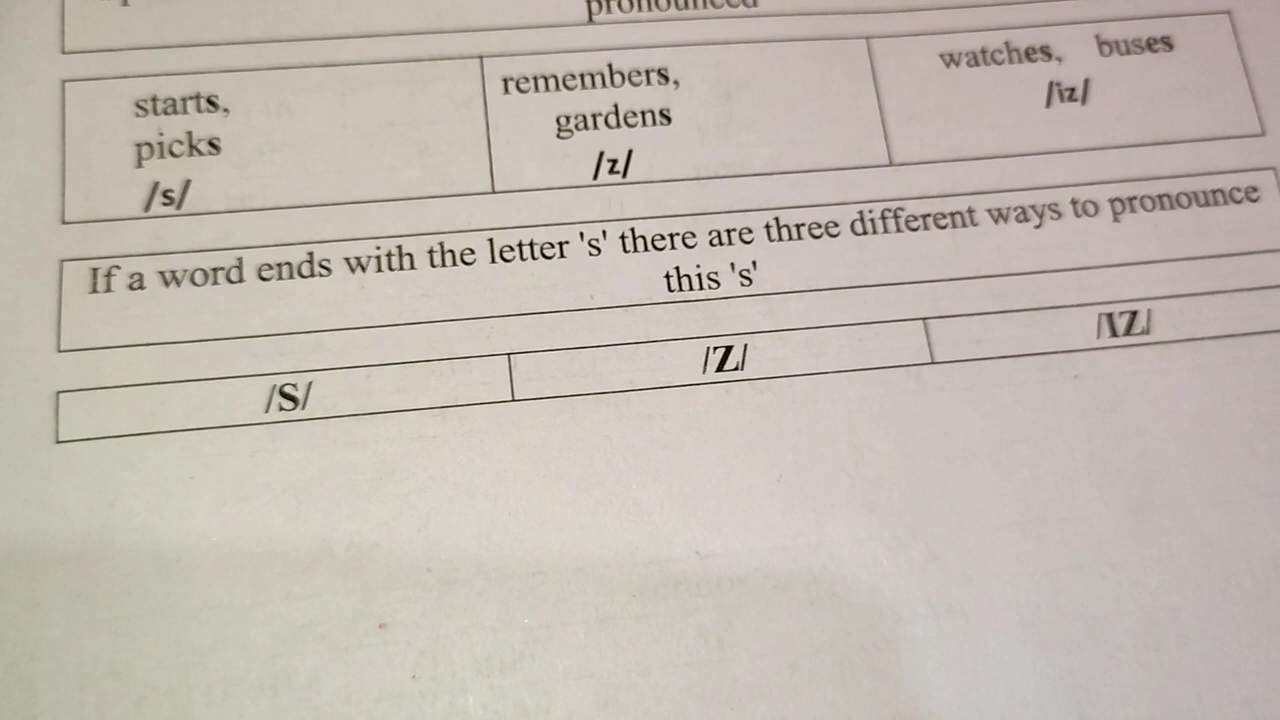 pronounced
starts,
picks
/s/
remembers,
gardens
/z/
watches, buses
/iz/
If a word ends with the letter 's' there are three different ways to pronounce
this 's'
/S/
/Z/
/IZ/